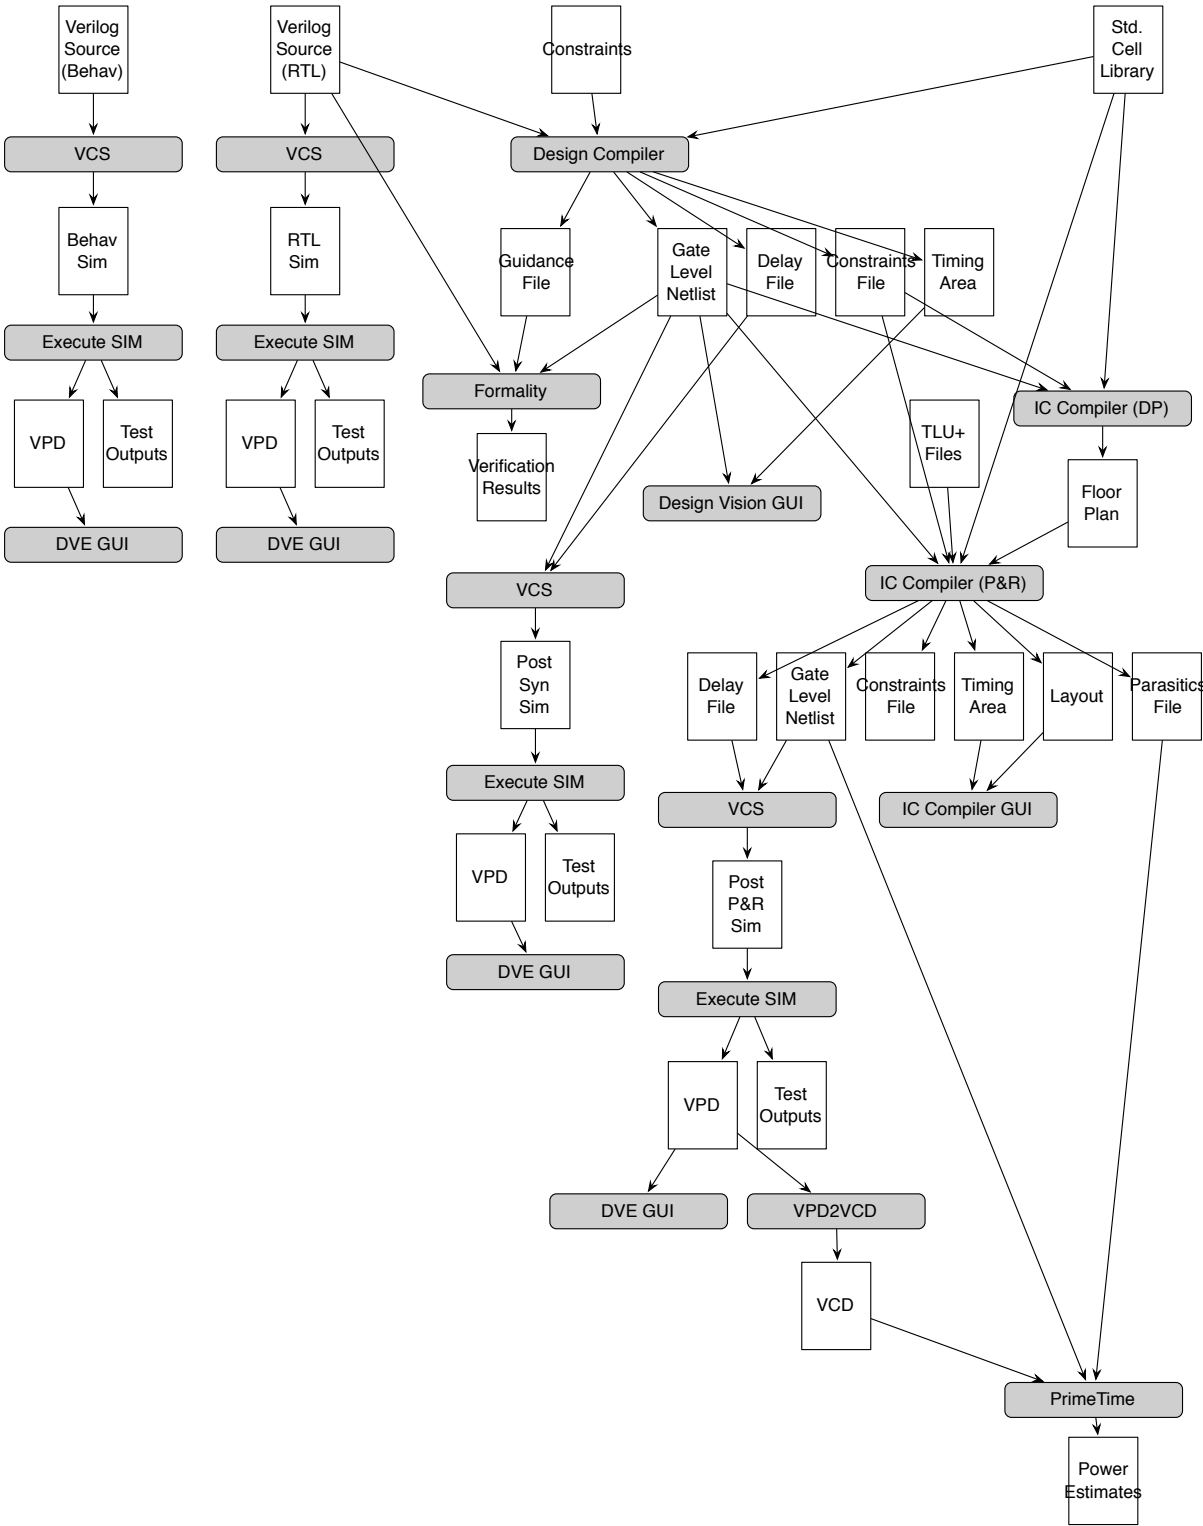 Verilog
Source
(Behav)
Verilog
Source
(RTL)
Constraints
Std.
Cell
Library
VCS
VCS
Design Compiler
Behav
Sim
RTL
Sim
Guidance
File
Gate
Level
Netlist
Delay
File
Constraints
File
Timing
Area
Execute SIM
Execute SIM
Formality
IC Compiler (DP)
VPD
Test
Outputs
VPD
Test
Outputs
Verification
Results
TLU+
Files
Design Vision GUI
Floor
Plan
DVE GUI
DVE GUI
VCS
IC Compiler (P&R)
Post
Syn
Sim
Delay
File
Gate
Level
Netlist
Constraints
File
Timing
Area
Layout
Parasitics
File
Execute SIM
VCS
IC Compiler GUI
VPD
Test
Outputs
Post
P&R
Sim
DVE GUI
Execute SIM
VPD
Test
Outputs
DVE GUI
VPD2VCD
VCD
PrimeTime
Power
Estimates